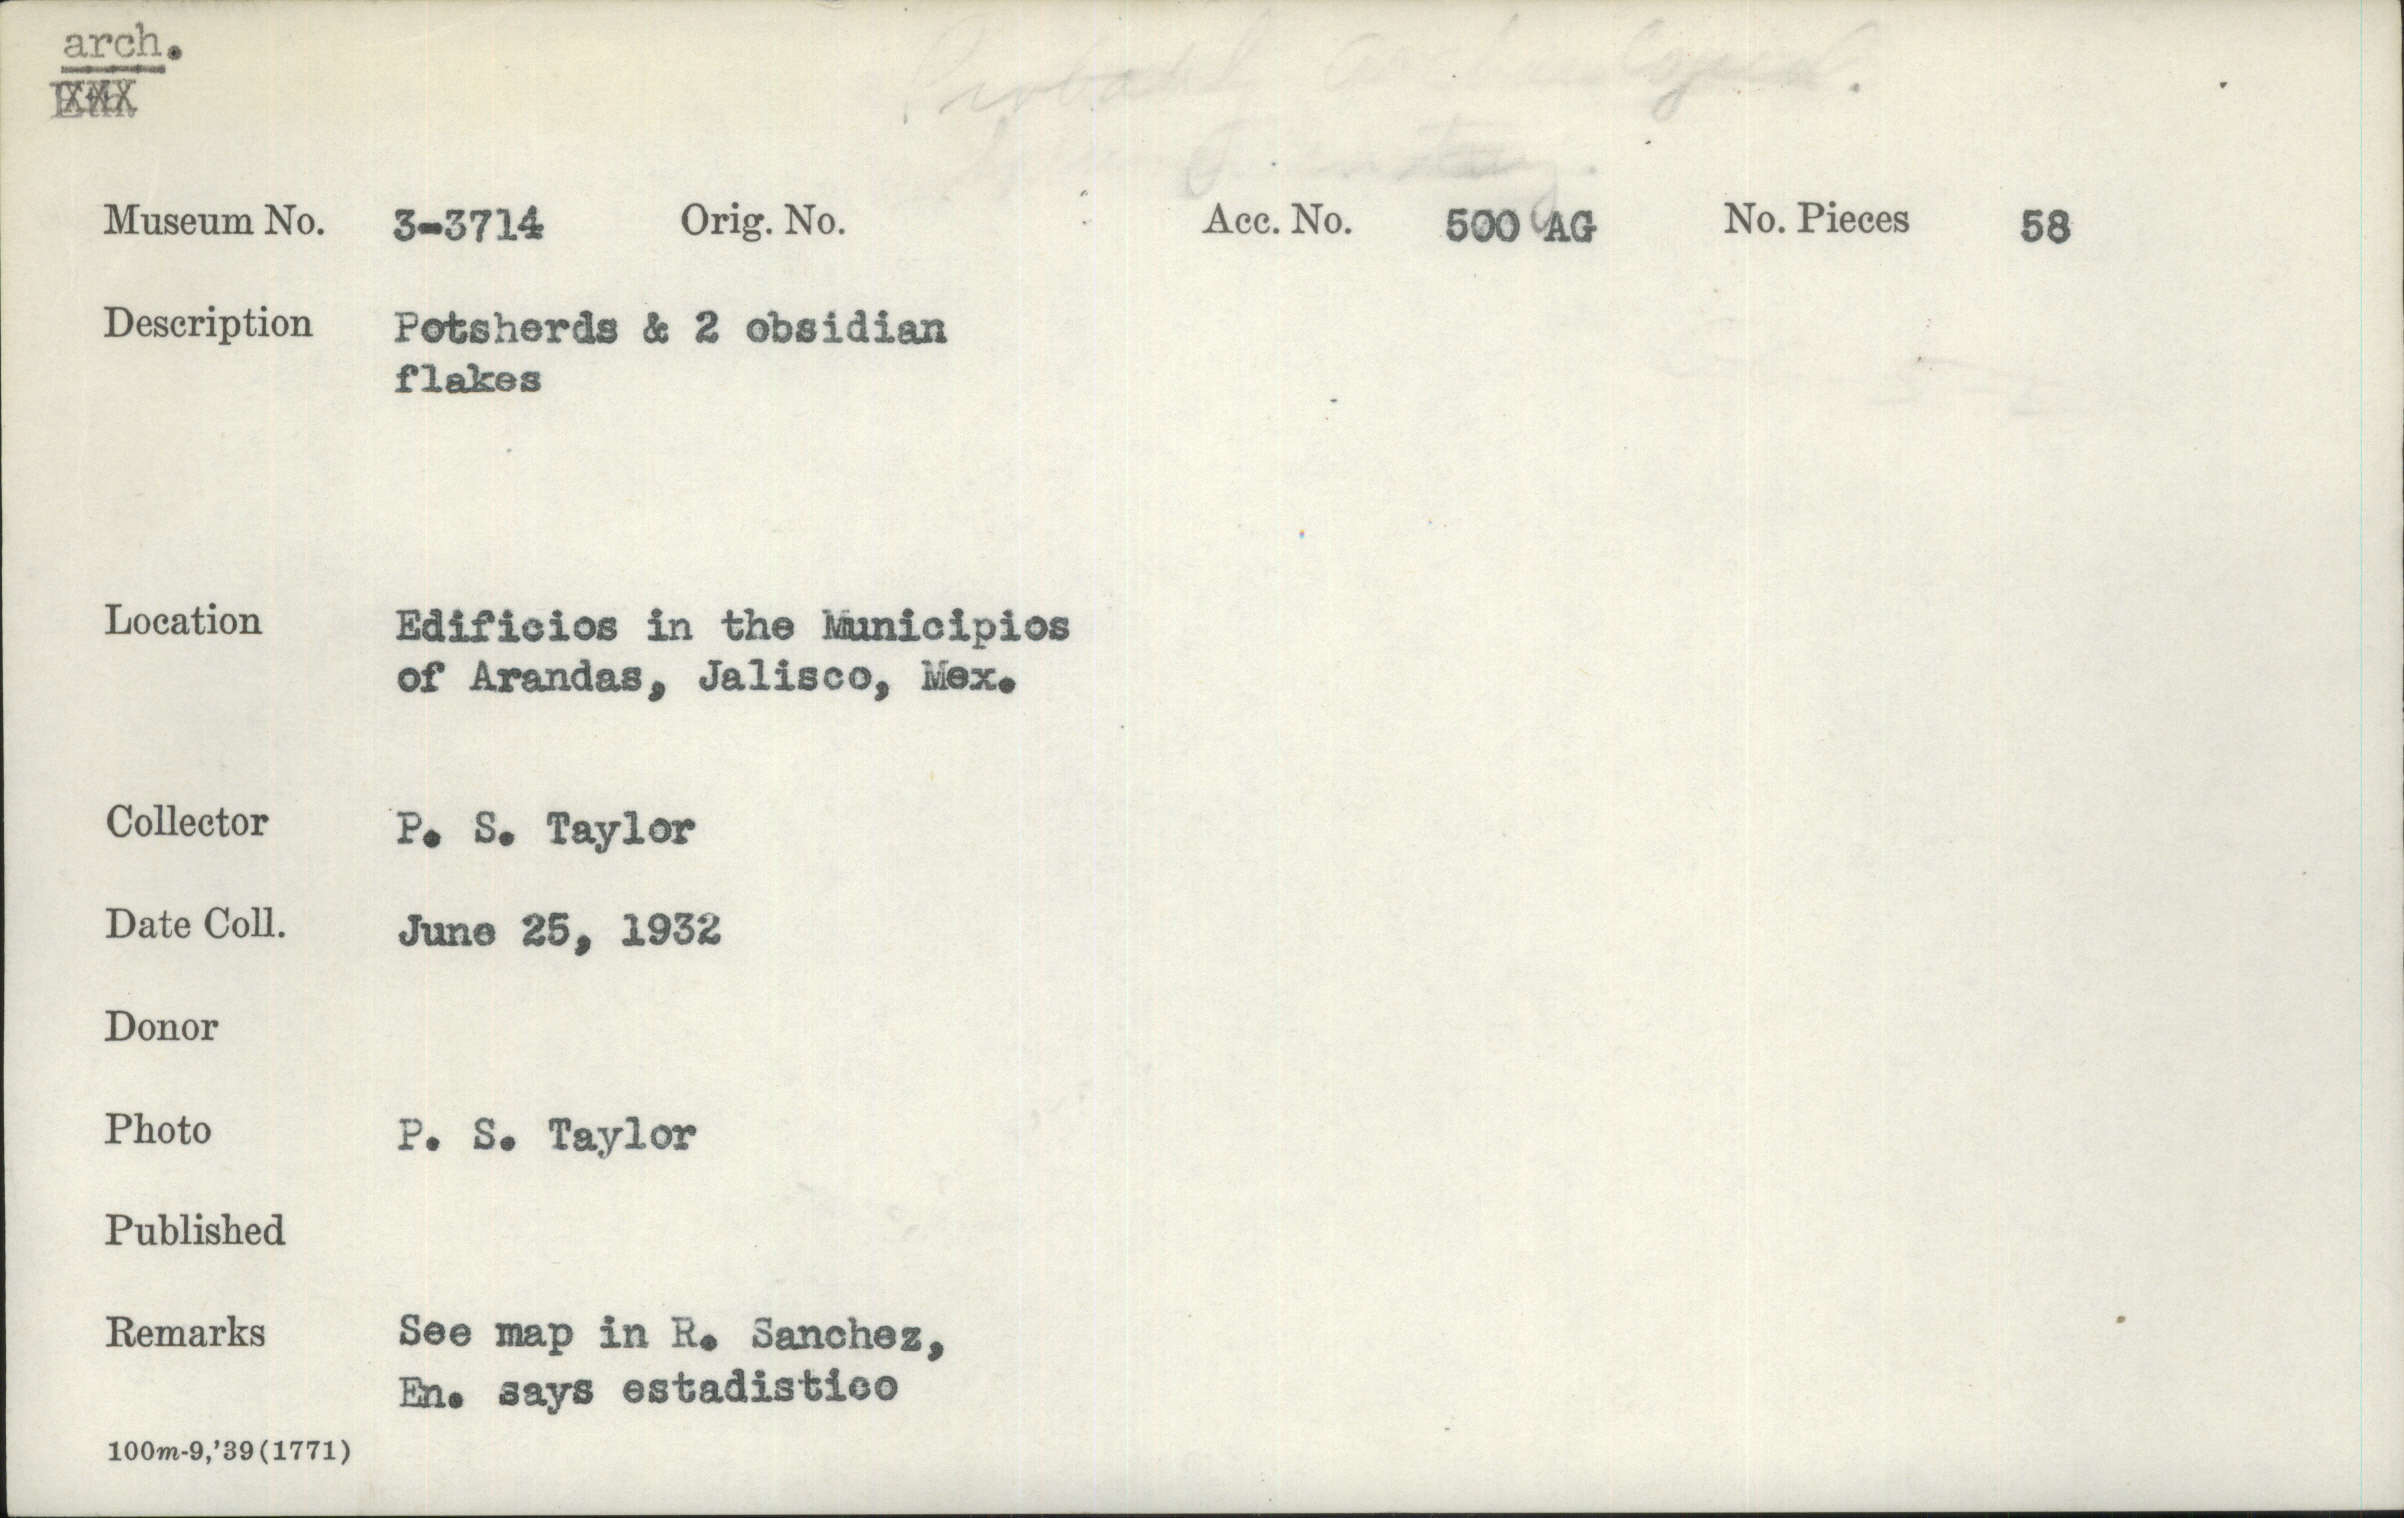 arch.
Museum No. 3-3714 Orig. No. Acc. No. 500 AG No. Pieces 58
Description Potsherds & 2 obsidian
flakes
Location Edificios in the Municipios
of Arandas, Jalisco, Mex.
Collector P. S. Taylor
Date Coll. June 25, 1932
Donor
Photo P. S. Taylor
Published
Remarks See map in R. Sanchez,
En. says estadistico
100m-9,'39(1771)